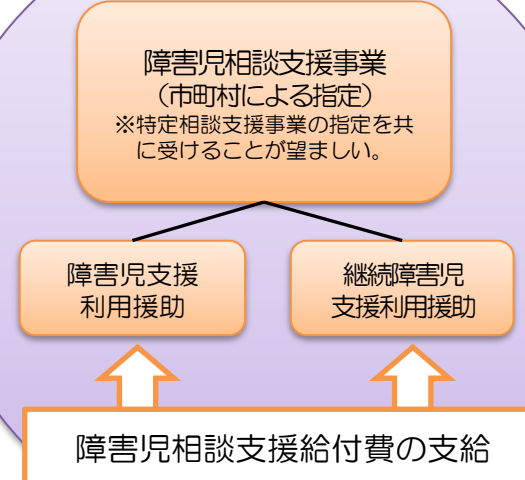 障害児相談支援事業
（市町村による指定）
※特定相談支援事業の指定を共
に受けることが望ましい。
障害児支援
利用援助
継続障害児
支援利用援助
障害児相談支援給付費の支給